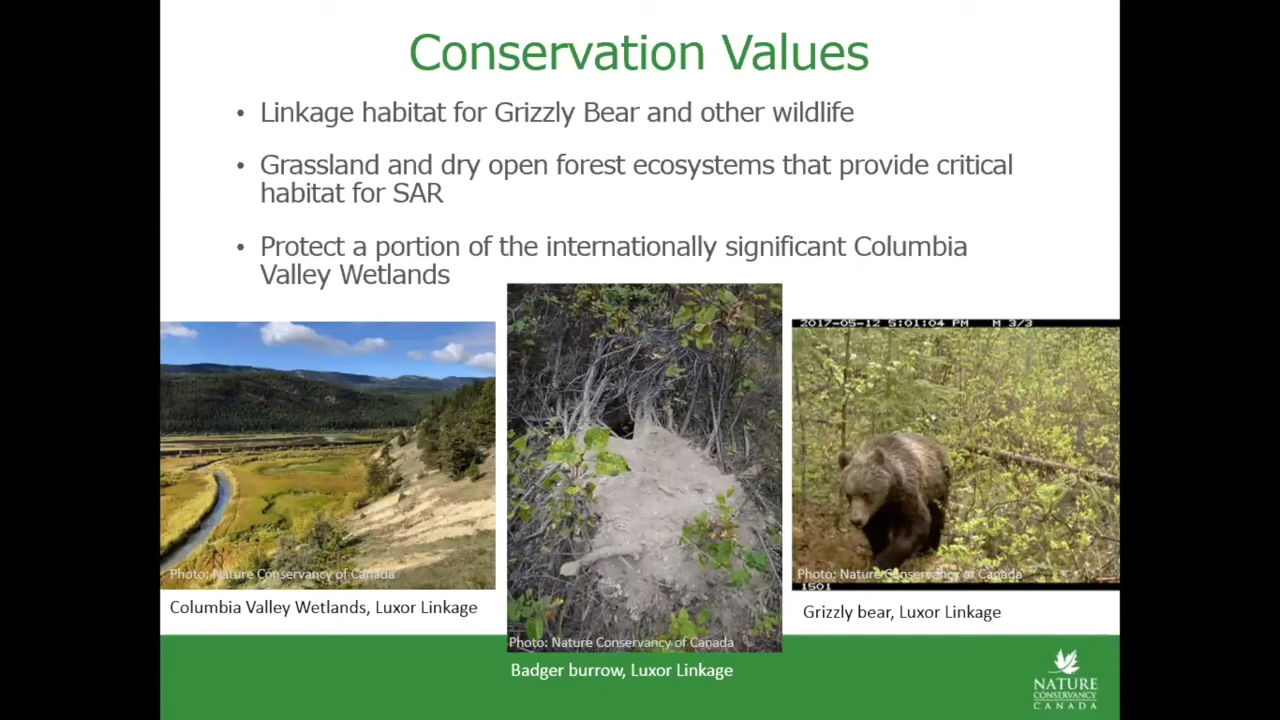 Conservation Values
• Linkage habitat for Grizzly Bear and other wildlife
• Grassland and dry open forest ecosystems that provide critical
habitat for SAR
• Protect a portion of the internationally significant Columbia
Valley Wetlands
2017-05-12 5:01:04 PM M 3/3
Photo: Nature Conservancy of Canada
Photo: Nature Conservancy of Canada
1501
Columbia Valley Wetlands, Luxor Linkage
Grizzly bear, Luxor Linkage
Photo: Nature Conservancy of Canada
Badger burrow, Luxor Linkage
NATURE
CONSERVANCY
CANADA